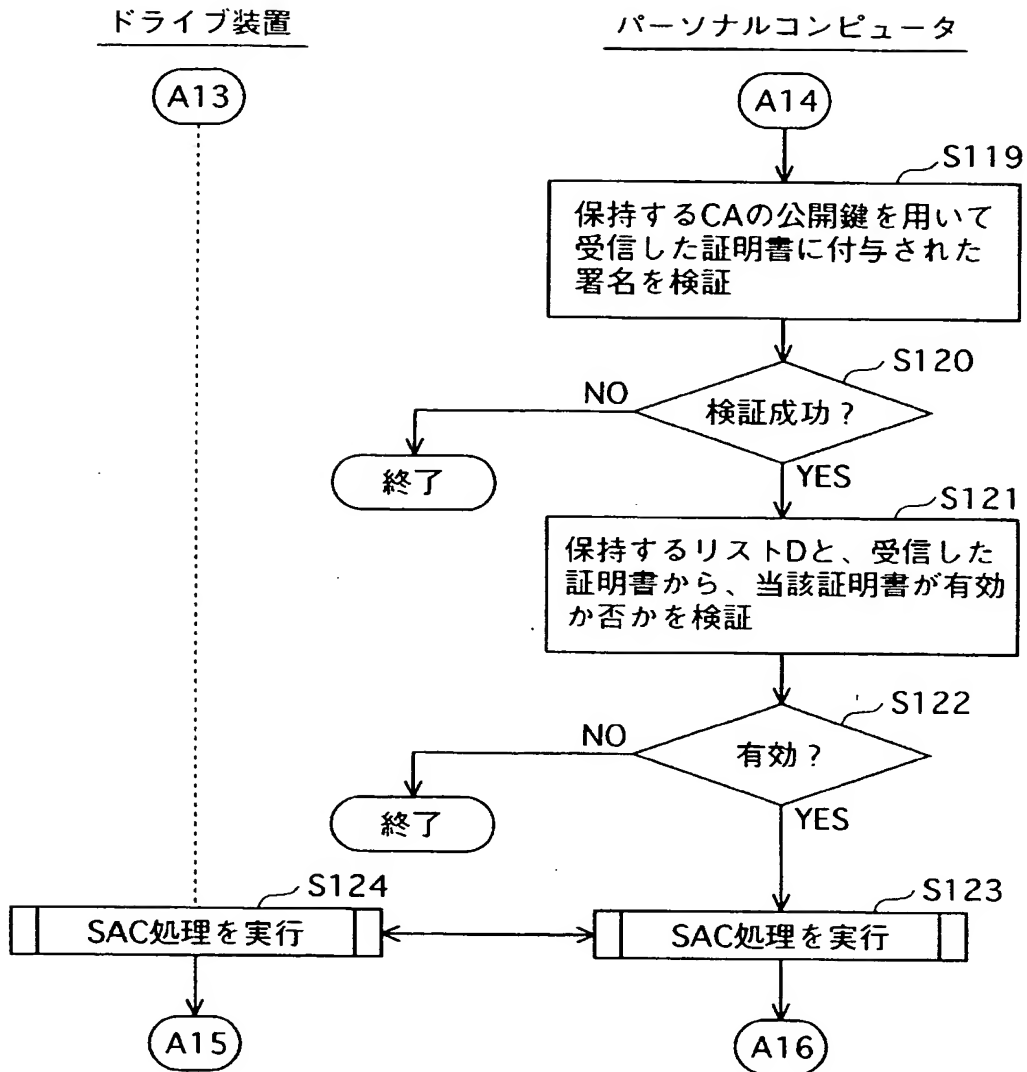 ドライブ装置
パーソナルコンピュータ
A13
A14
S119
保持するCAの公開鍵を用いて
受信した証明書に付与された
署名を検証
S120
NO
検証成功？
終了
YES
S121
保持するリストDと、受信した
証明書から、当該証明書が有効
か否かを検証
S122
NO
有効？
終了
YES
S124
S123
SAC処理を実行
SAC処理を実行
A15
A16